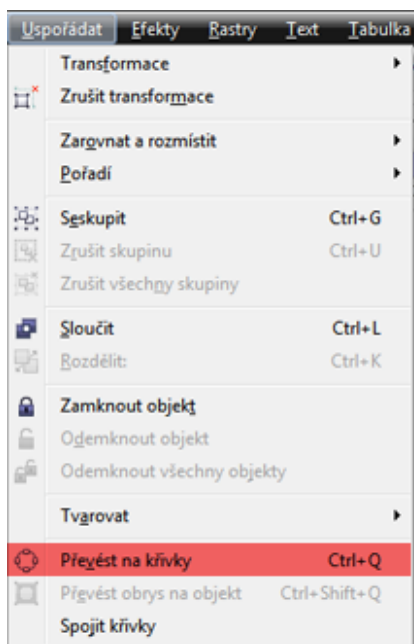 Uspořádat Efekty Rastry Text Tabulka
Transformace
Zrušit transformace
Zarovnat a rozmístit
Pořadí
Seskupit Ctrl+G
Zrušit skupinu Ctrl+U
Zrušit všechny skupiny
Sloučit Ctrl+L
Rozdělit: Ctrl+K
Zamknout objekt
Odemknout objekt
Odemknout všechny objekty
Tvarovat
Převést na křivky Ctrl+Q
Převést obrys na objekt Ctrl+Shift+Q
Spojit křivky